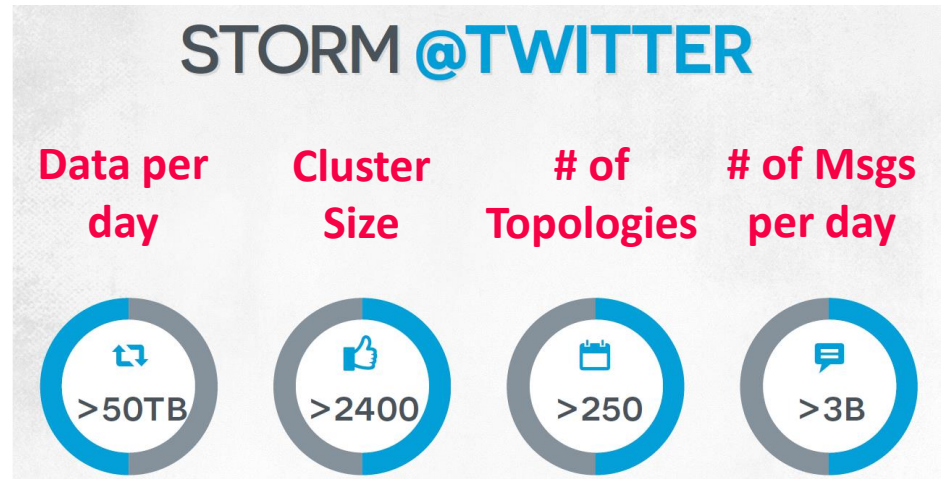 STORM @TWITTER
Data per day
Cluster Size
# of Topologies
# of Msgs per day
>50TB
>2400
>250
>3B